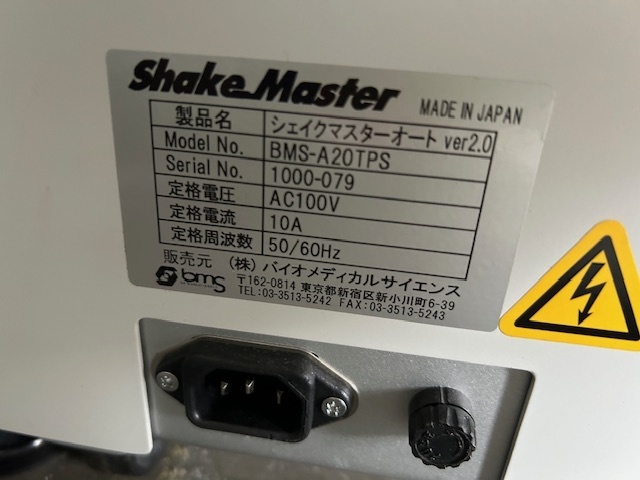 Shake Master MADE IN JAPAN
製品名 シェイクマスターオート ver2.0
Model No. BMS-A20TPS
Serial No. 1000-079
定格電圧 AC100V
定格電流 10A
定格周波数 50/60Hz
販売元 (株) バイオメディカルサイエンス
bms 〒162-0814 東京都新宿区新小川町6-39
TEL:03-3513-5242 FAX:03-3513-5243